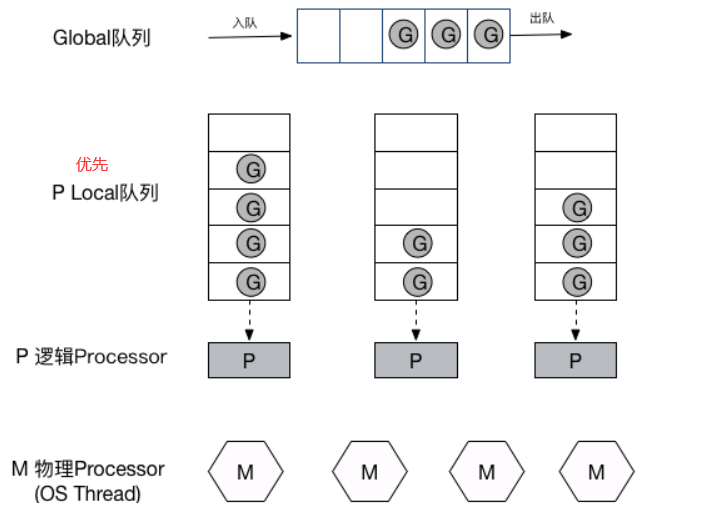 入队
出队
Global队列
G G G
优先
P Local队列
G
G G
G G G
G G G
P 逻辑Processor
P P P
M 物理Processor
(OS Thread)
M M M M